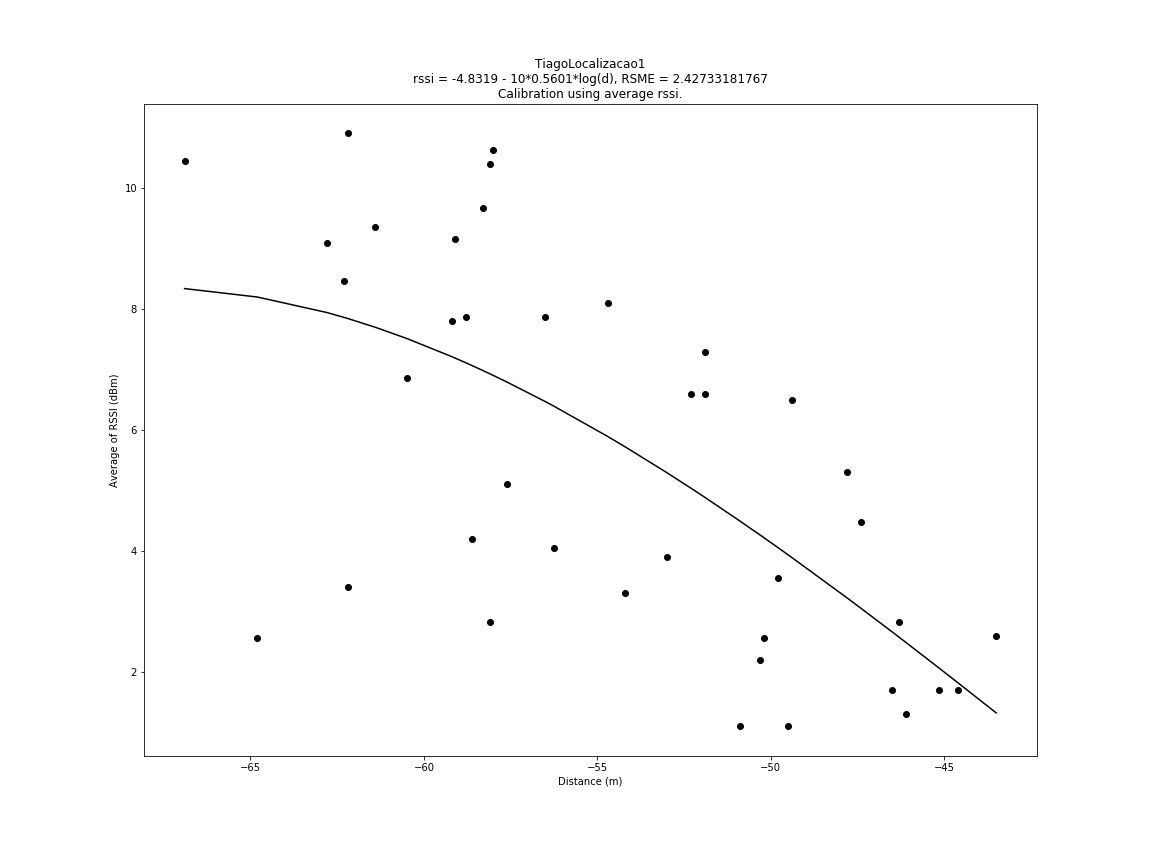 TiagoLocalizacao1
rssi = -4.8319 - 10*0.5601*log(d), RSME = 2.42733181767
Calibration using average rssi.
10
8
6
4
2
Average of RSSI (dBm)
−65
−60
−55
−50
−45
Distance (m)